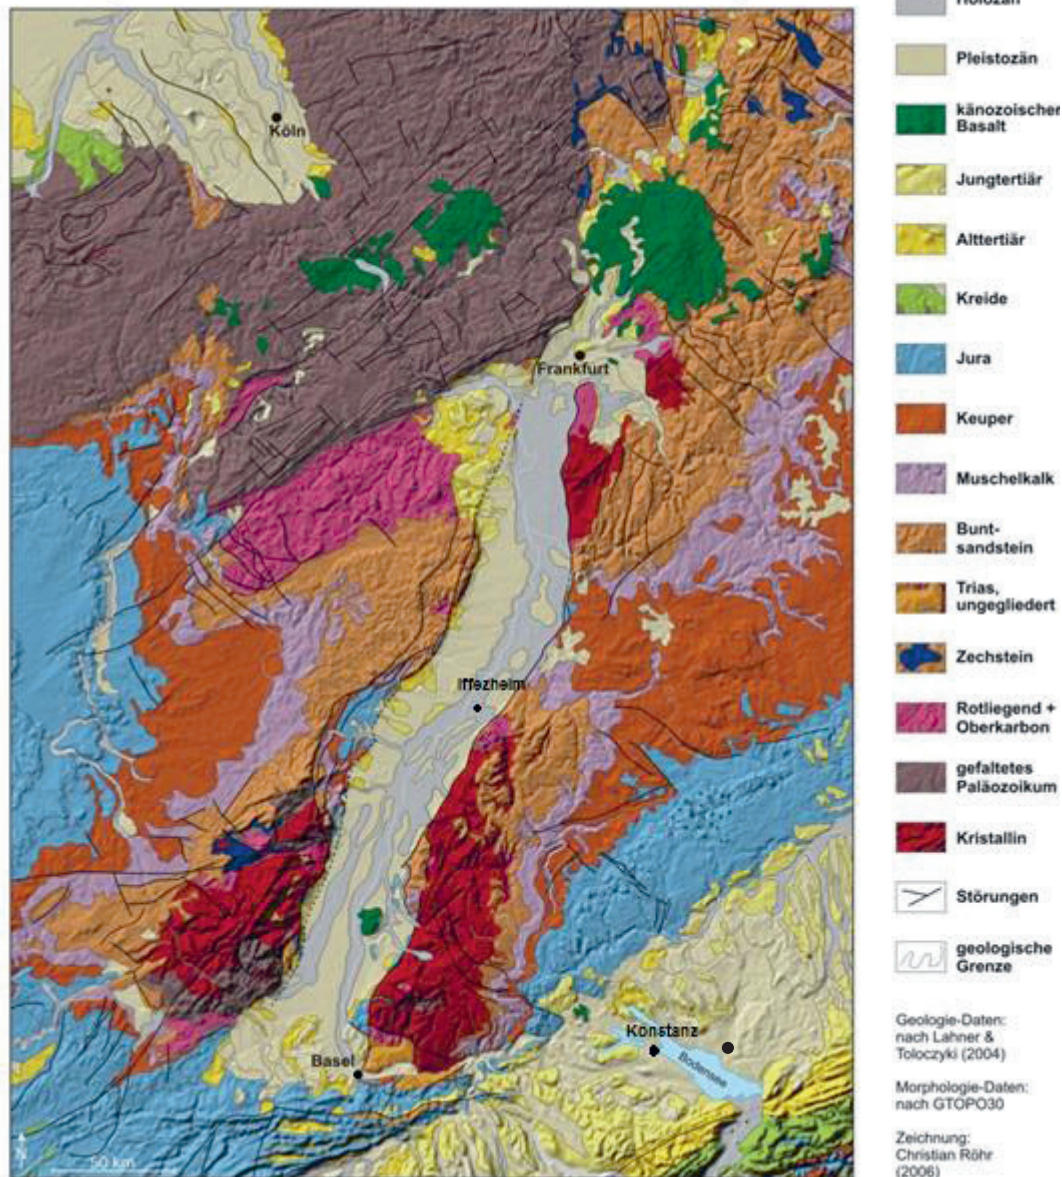 Köln
Frankfurt
Iffezheim
Basel
Konstanz
Bodensee
N
50 km
Holozän
Pleistozän
känozoischer
Basalt
Jungtertiär
Alttertiär
Kreide
Jura
Keuper
Muschelkalk
Bunt-
sandstein
Trias,
ungegliedert
Zechstein
Rotliegend +
Oberkarbon
gefaltetes
Paläozoikum
Kristallin
Störungen
geologische
Grenze
Geologie-Daten:
nach Lahner &
Toloczyki (2004)
Morphologie-Daten:
nach GTOPO30
Zeichnung:
Christian Röhr
(2006)